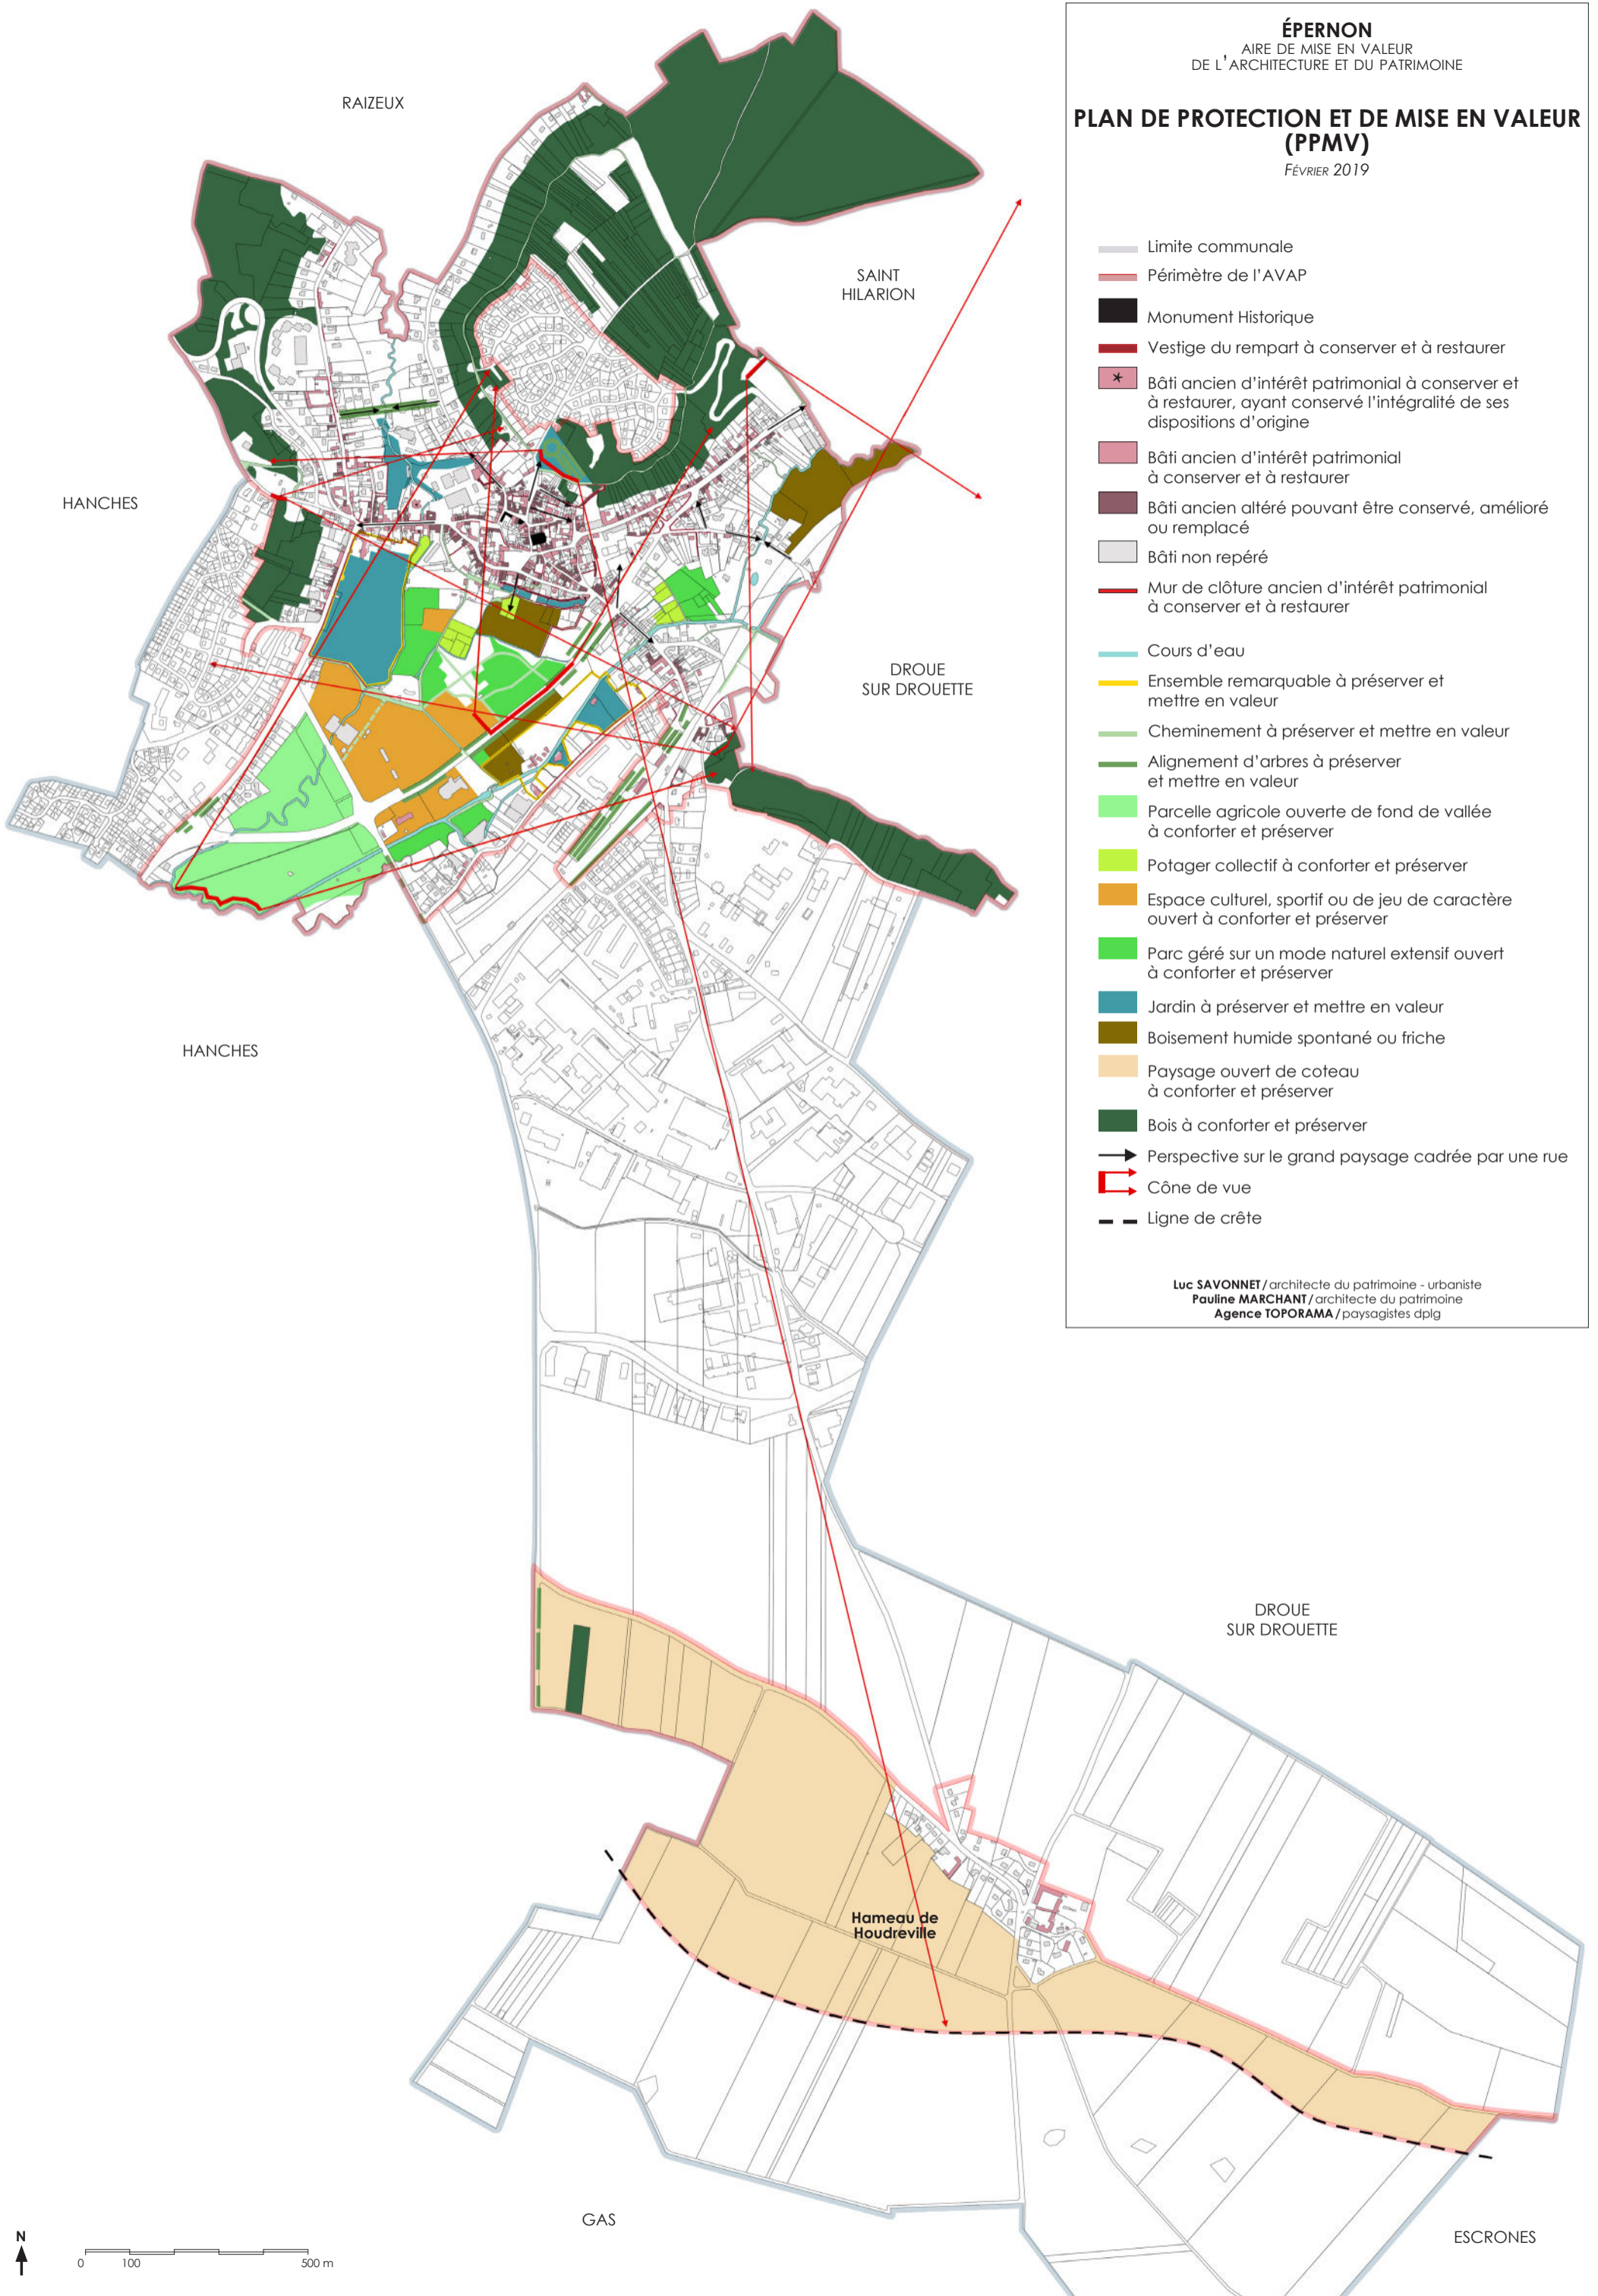 ÉPERNON
AIRE DE MISE EN VALEUR
DE L'ARCHITECTURE ET DU PATRIMOINE
PLAN DE PROTECTION ET DE MISE EN VALEUR
(PPMV)
FÉVRIER 2019
Limite communale
Périmètre de l'AVAP
Monument Historique
Vestige du rempart à conserver et à restaurer
Bâti ancien d'intérêt patrimonial à conserver et
à restaurer, ayant conservé l'intégralité de ses
dispositions d'origine
Bâti ancien d'intérêt patrimonial
à conserver et à restaurer
Bâti ancien altéré pouvant être conservé, amélioré
ou remplacé
Bâti non repéré
Mur de clôture ancien d'intérêt patrimonial
à conserver et à restaurer
Cours d'eau
Ensemble remarquable à préserver et
mettre en valeur
Cheminement à préserver et mettre en valeur
Alignement d'arbres à préserver
et mettre en valeur
Parcelle agricole ouverte de fond de vallée
à conforter et préserver
Potager collectif à conforter et préserver
Espace culturel, sportif ou de jeu de caractère
ouvert à conforter et préserver
Parc géré sur un mode naturel extensif ouvert
à conforter et préserver
Jardin à préserver et mettre en valeur
Boisement humide spontané ou friche
Paysage ouvert de coteau
à conforter et préserver
Bois à conforter et préserver
Perspective sur le grand paysage cadrée par une rue
Cône de vue
Ligne de crête
Luc SAVONNET/architecte du patrimoine - urbaniste
Pauline MARCHANT/architecte du patrimoine
Agence TOPORAMA/paysagistes dplg
RAIZEUX
SAINT
HILARION
HANCHES
DROUE
SUR DROUETTE
HANCHES
DROUE
SUR DROUETTE
Hameau de
Houdreville
GAS
ESCRONES
N
0 100 500 m